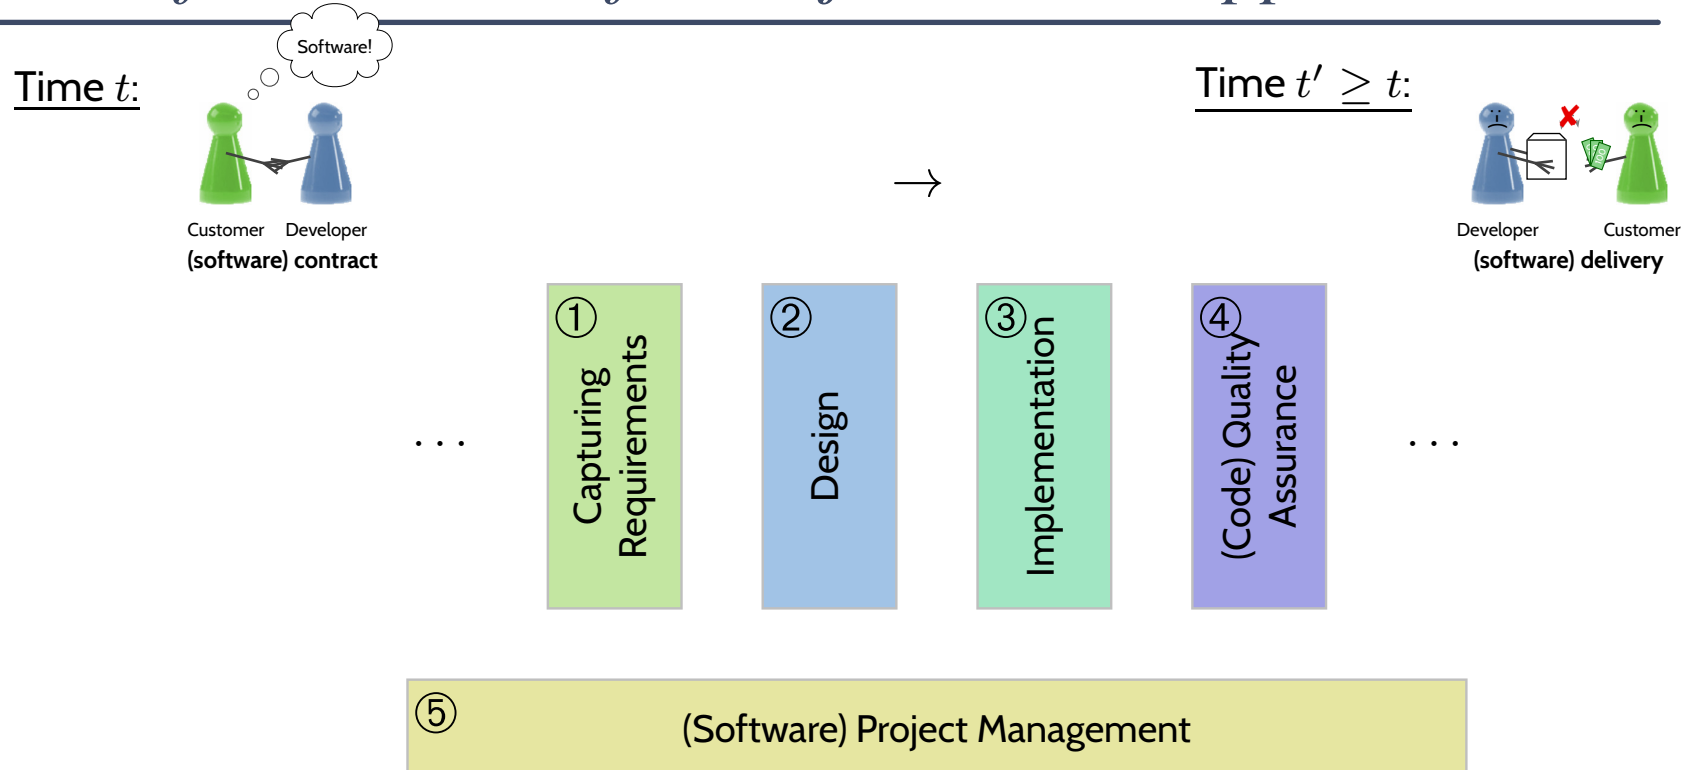 Software!
Time t:
Time t′ ≥ t:
→
Customer Developer
(software) contract
Developer Customer
(software) delivery
100
. . .
① Capturing
Requirements
② Design
③ Implementation
④ (Code) Quality
Assurance
. . .
⑤ (Software) Project Management